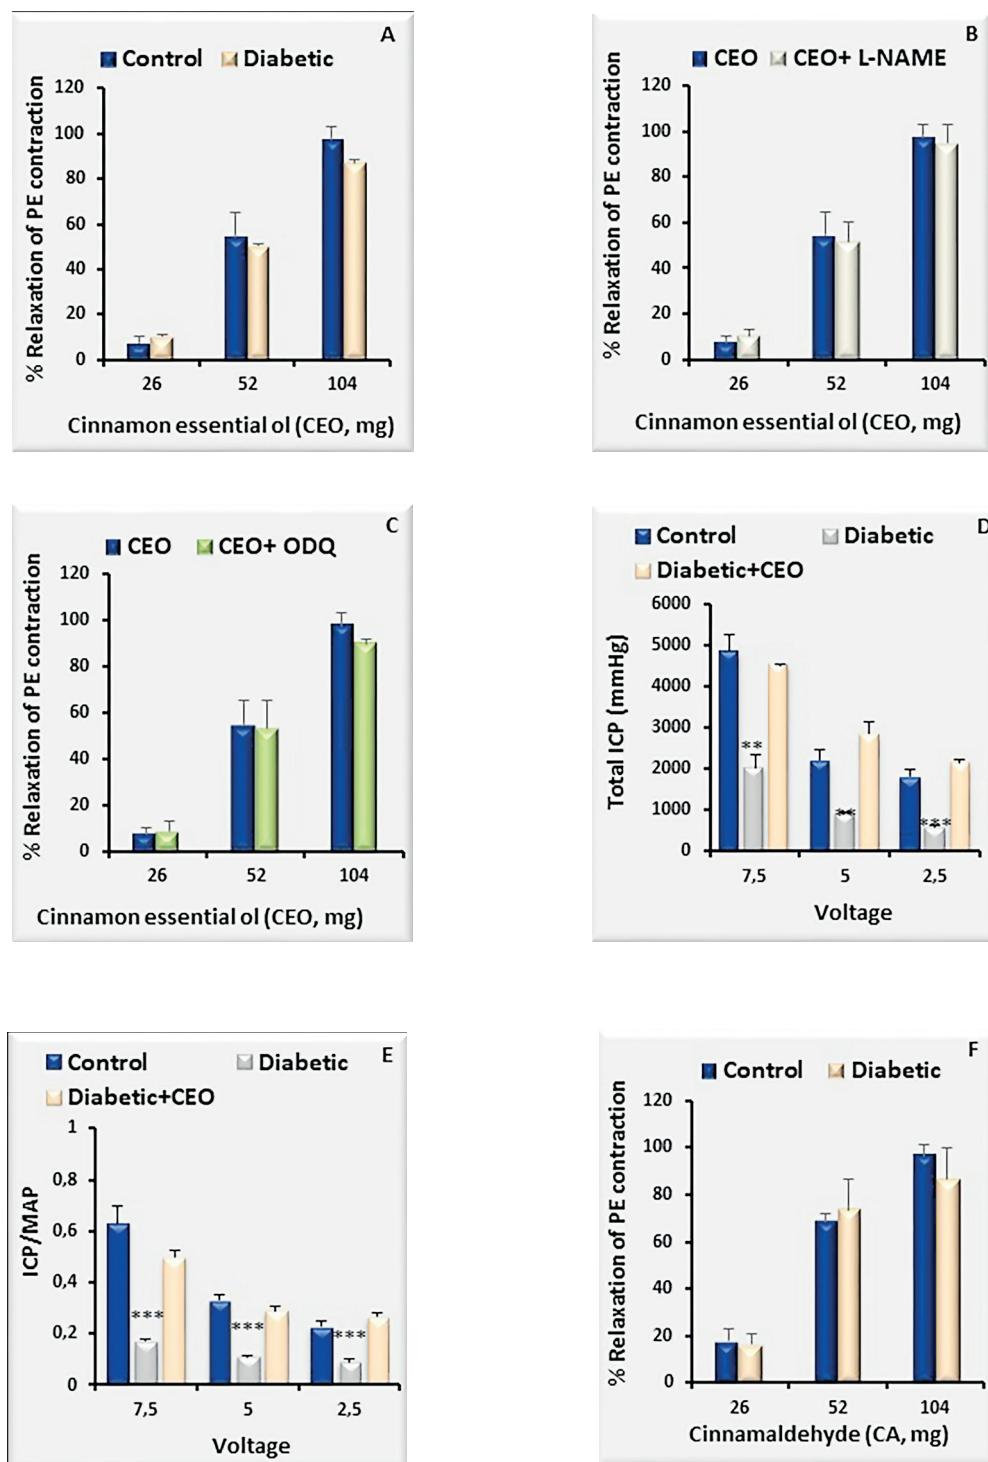 A
Control Diabetic
% Relaxation of PE contraction
120
100
80
60
40
20
0
26 52 104
Cinnamon essential ol (CEO, mg)
B
CEO CEO+ L-NAME
% Relaxation of PE contraction
120
100
80
60
40
20
0
26 52 104
Cinnamon essential ol (CEO, mg)
C
CEO CEO+ ODQ
% Relaxation of PE contraction
120
100
80
60
40
20
0
26 52 104
Cinnamon essential ol (CEO, mg)
D
Control Diabetic
Diabetic+CEO
Total ICP (mmHg)
6000
5000
4000
3000
2000
1000
0
**
**
***
7,5 5 2,5
Voltage
E
Control Diabetic
Diabetic+CEO
ICP/MAP
1
0,8
0,6
0,4
0,2
0
*** *** ***
7,5 5 2,5
Voltage
F
Control Diabetic
% Relaxation of PE contraction
120
100
80
60
40
20
0
26 52 104
Cinnamaldehyde (CA, mg)